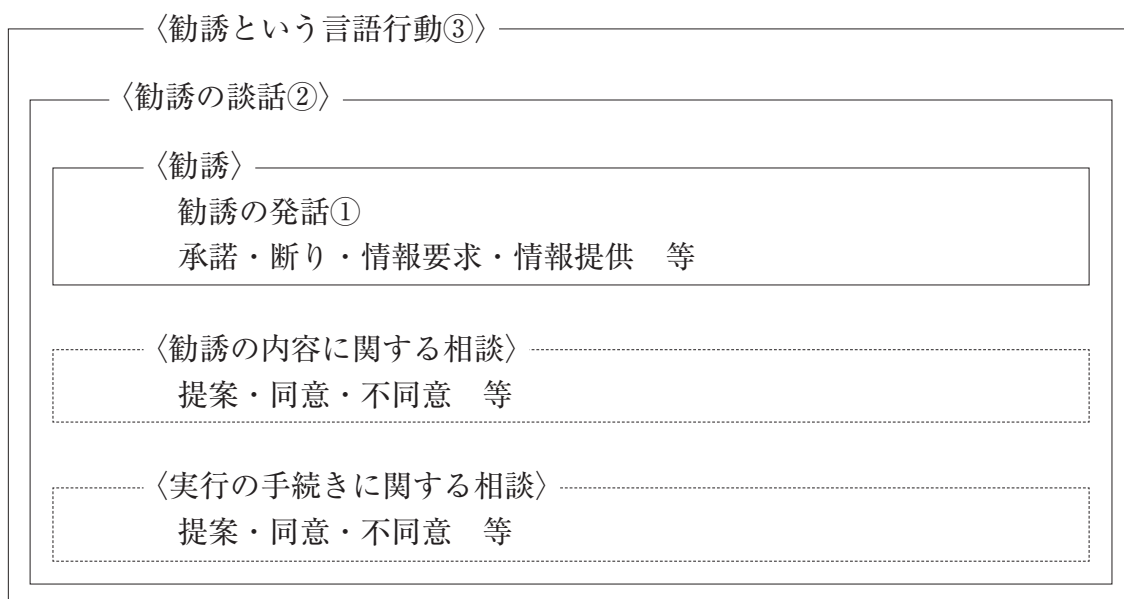 〈勧誘という言語行動③〉
〈勧誘の談話②〉
〈勧誘〉
勧誘の発話①
承諾・断り・情報要求・情報提供　等
〈勧誘の内容に関する相談〉
提案・同意・不同意　等
〈実行の手続きに関する相談〉
提案・同意・不同意　等